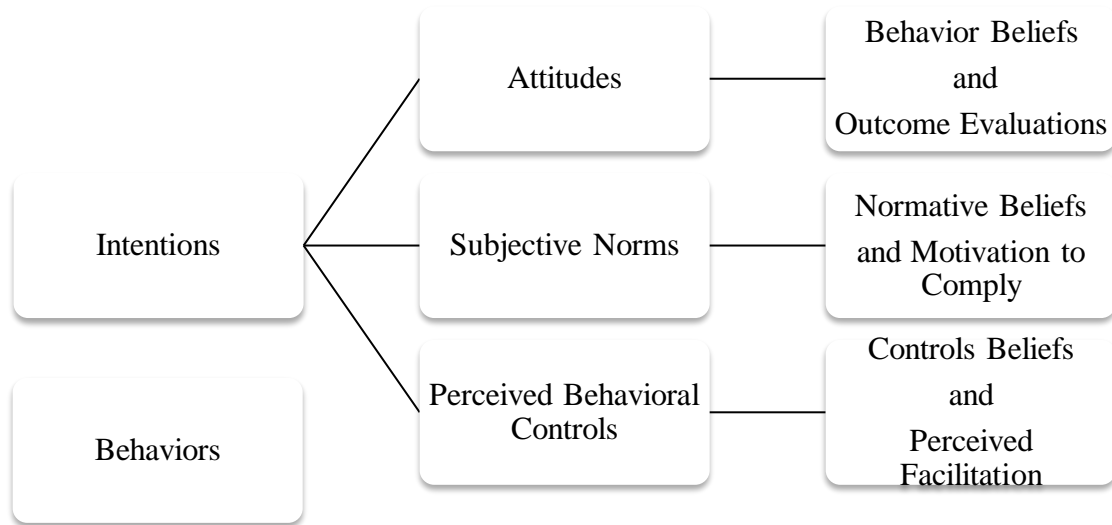 Behavior Beliefs
and
Outcome Evaluations
Attitudes
Normative Beliefs
and Motivation to
Comply
Intentions
Subjective Norms
Controls Beliefs
and
Perceived
Facilitation
Perceived Behavioral
Controls
Behaviors